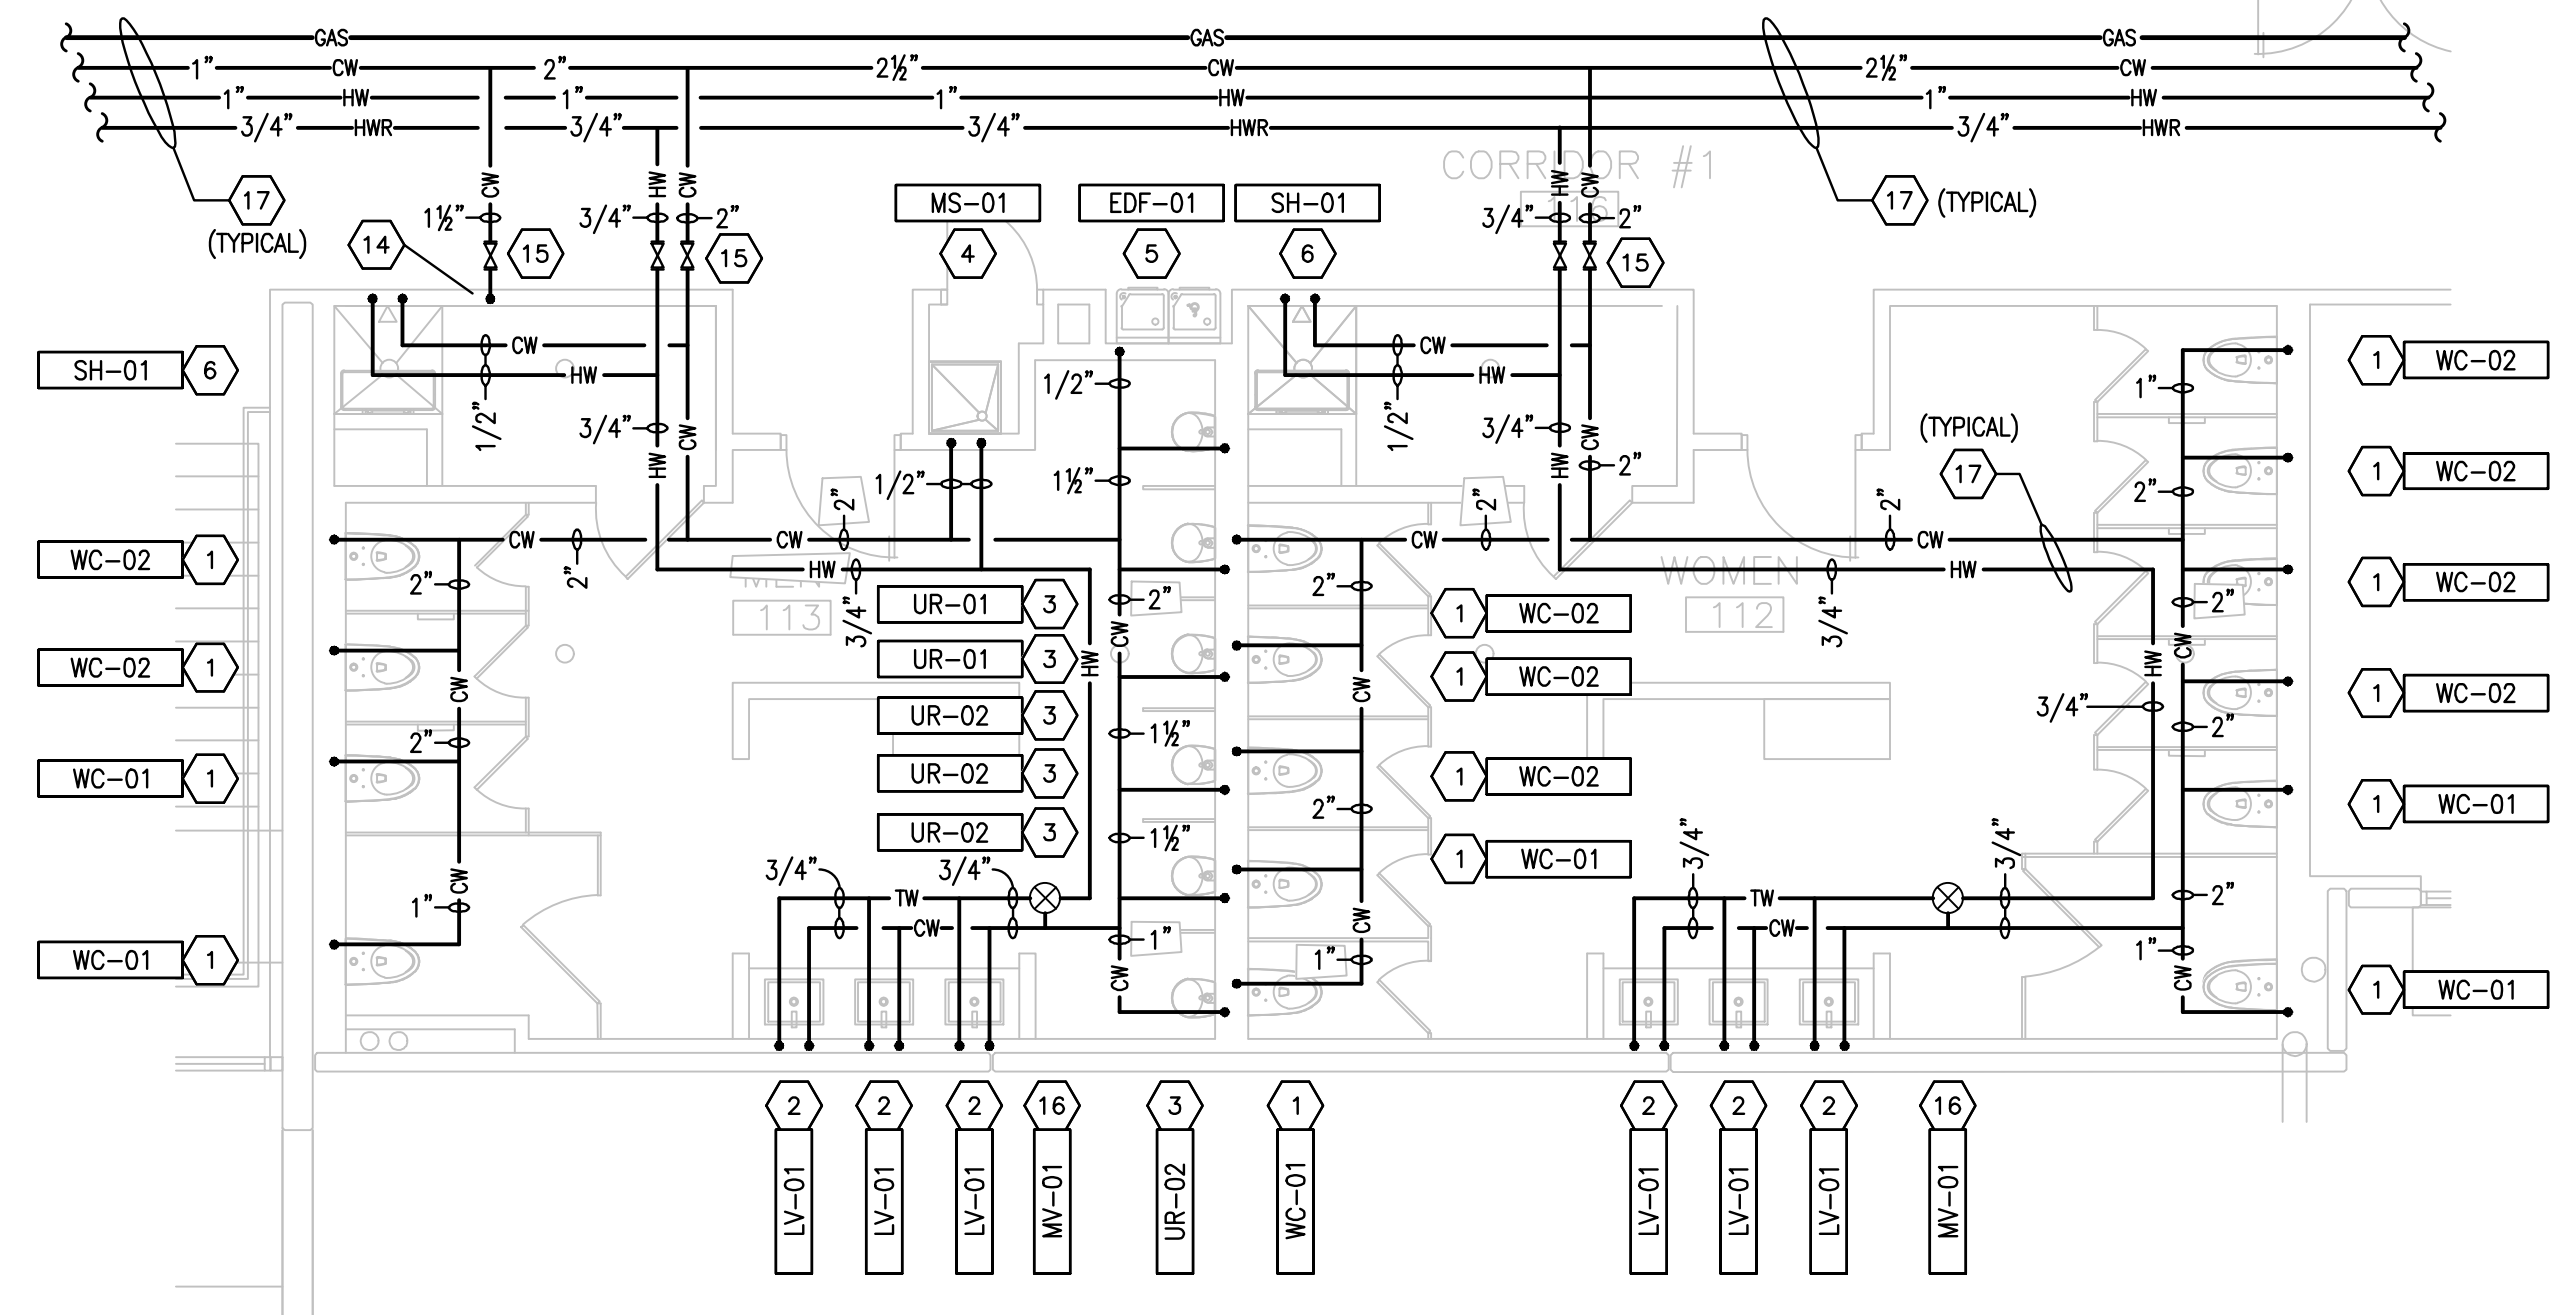 GAS GAS GAS
1" CW 2" 2½" CW 2½" CW
1" HW 1" 1" HW 1" HW
3/4" HWR 3/4" 3/4" HWR 3/4" HWR
CORRIDOR #1
116
17
(TYPICAL)
17 (TYPICAL)
CW HW CW HW CW
1½" 3/4" 2" 3/4" 2"
14 15 15 15
MS-01 EDF-01 SH-01
4 5 6
SH-01 6
CW
HW
1/2"
3/4"
HW CW
1/2"
1/2"
1½"
CW
HW
1/2"
3/4"
HW CW
2"
(TYPICAL)
17
1"
2"
1 WC-02
1 WC-02
1 WC-02
1 WC-02
1 WC-01
1 WC-01
WC-02 1
WC-02 1
WC-01 1
WC-01 1
CW 2" CW 2"
HW 3/4"
2"
CW
2"
CW
1"
MEN
113
UR-01 3
UR-01 3
UR-02 3
UR-02 3
UR-02 3
HW
2"
CW
1½"
1½"
1"
CW
CW 2" 2" CW
HW 3/4"
2"
CW
2"
CW
1"
1 WC-02
1 WC-02
1 WC-02
1 WC-01
WOMEN
112
HW
3/4"
2"
CW
2"
2"
1"
CW
3/4" 3/4"
TW
CW
3/4" 3/4"
TW
CW
2 2 2 16 3 1 2 2 2 16
LV-01 LV-01 LV-01 MV-01 UR-02 WC-01 LV-01 LV-01 LV-01 MV-01